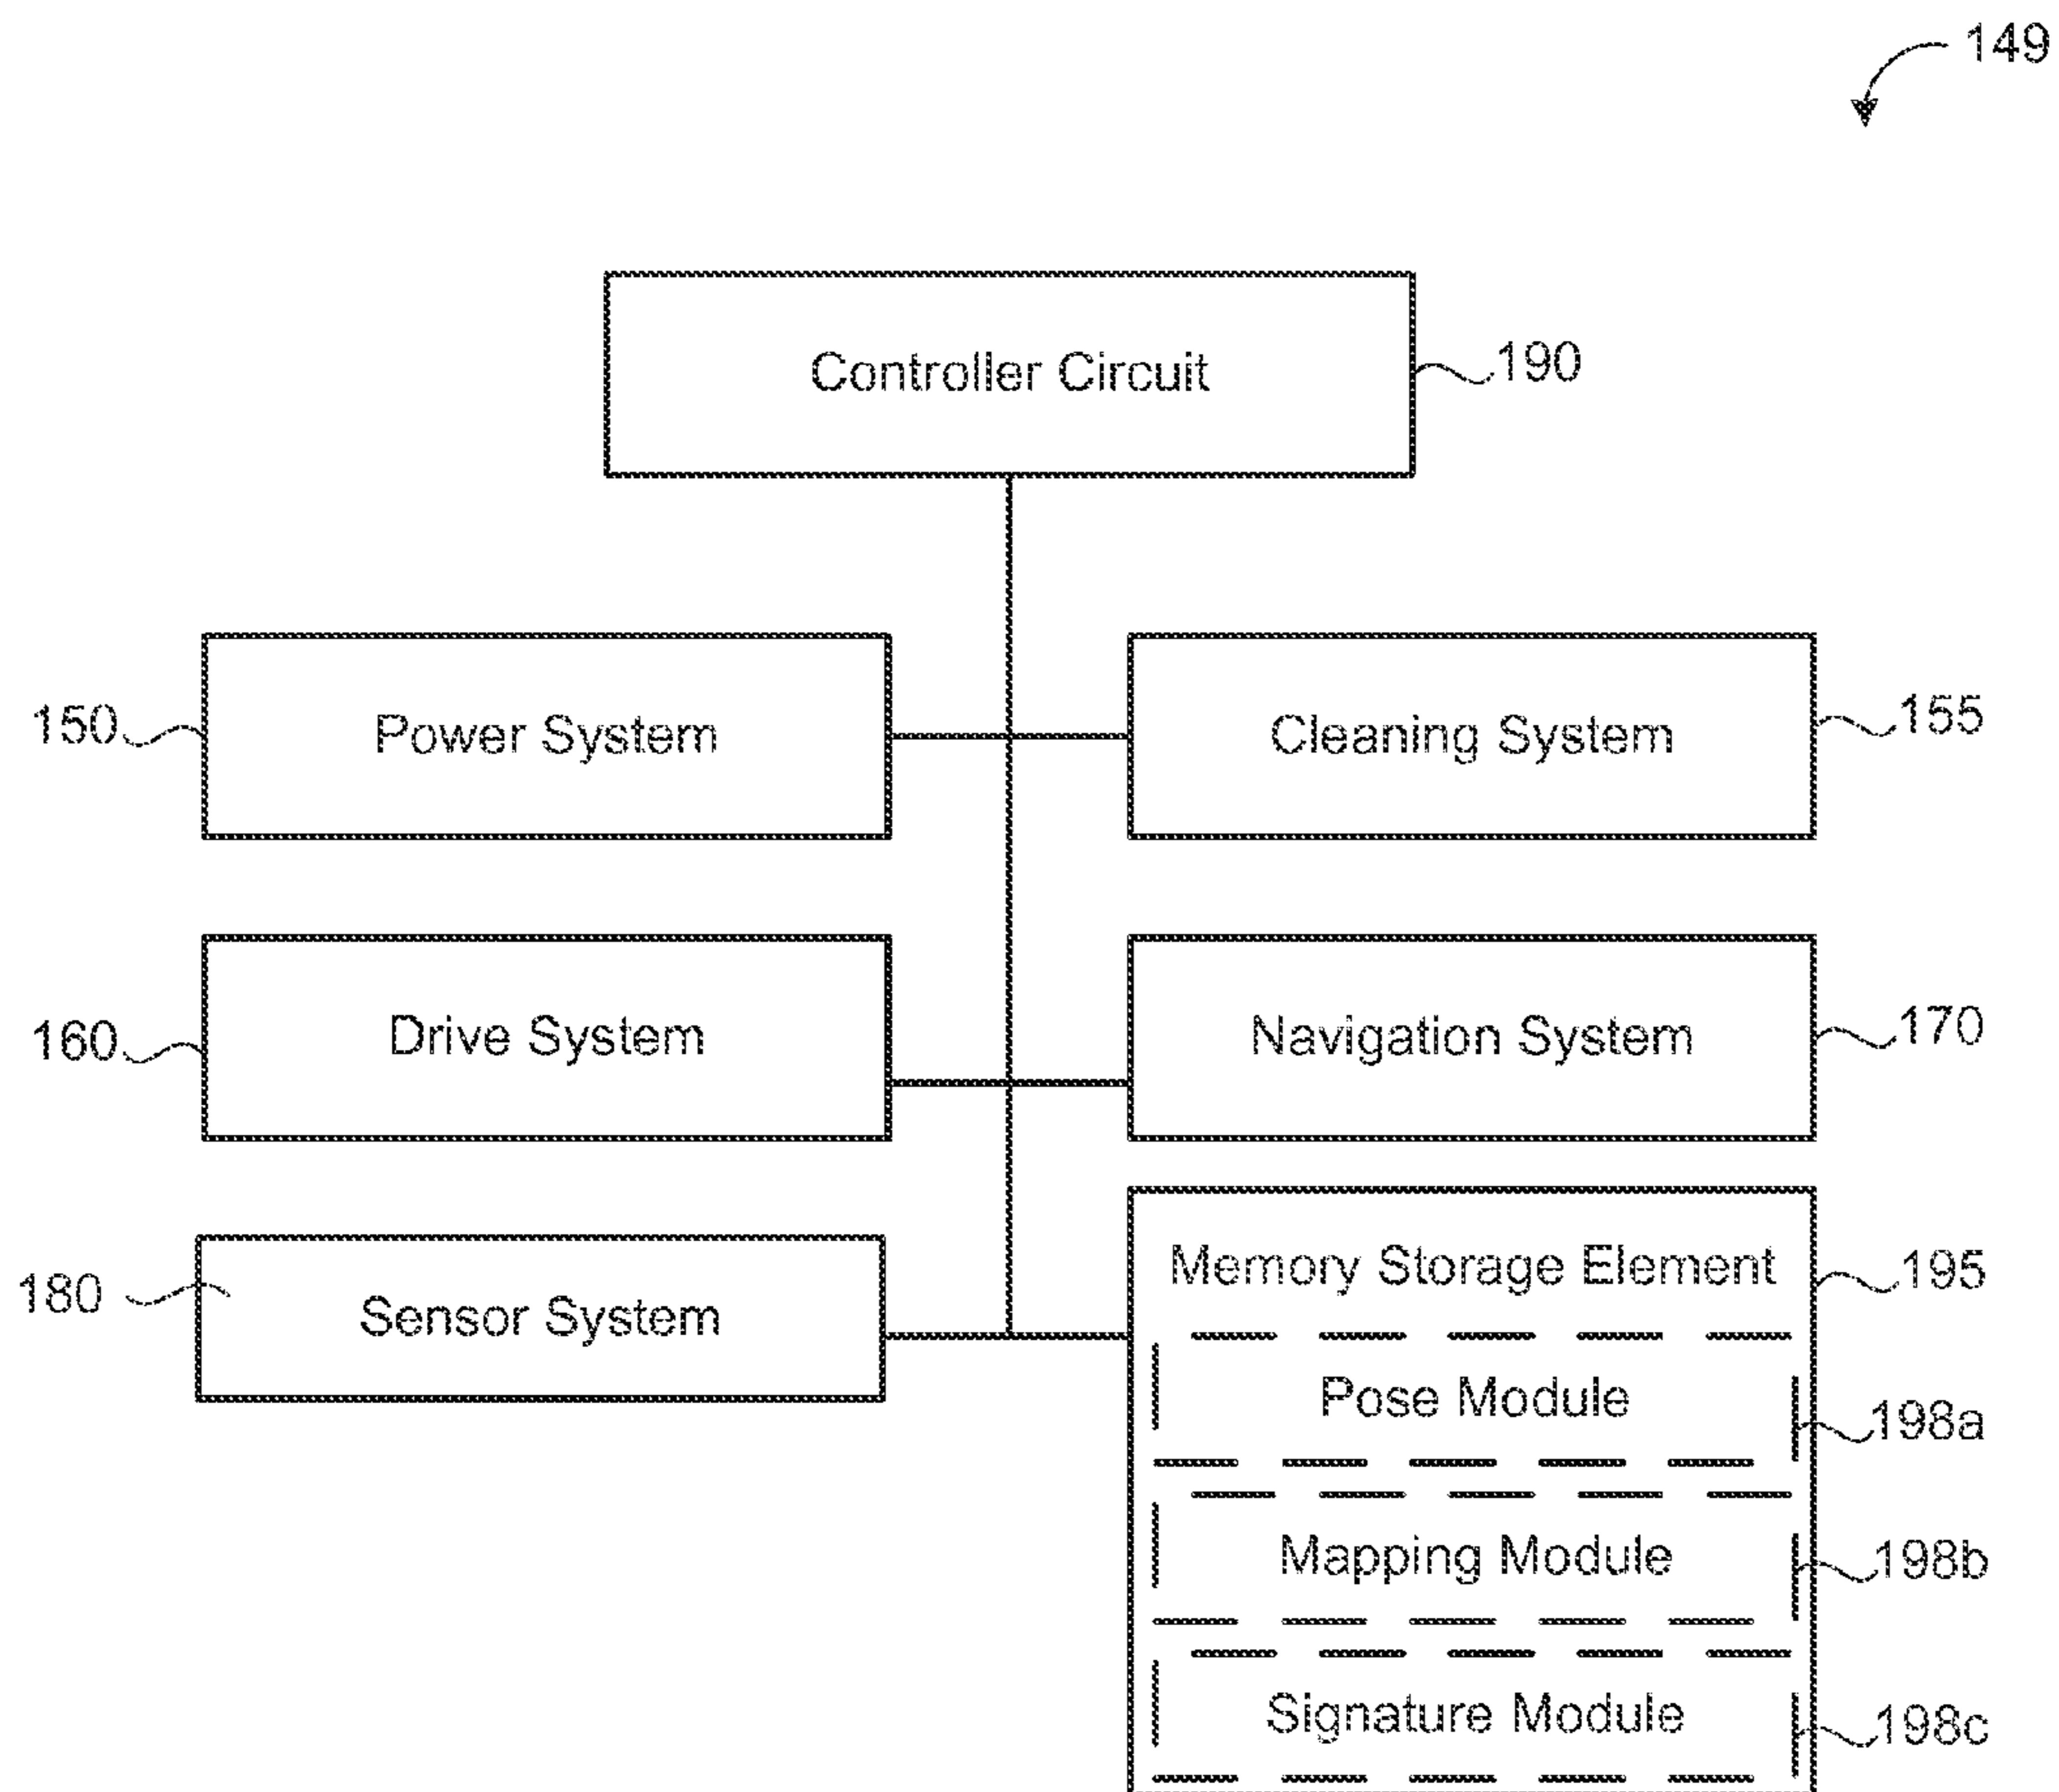 149
Controller Circuit
190
150
Power System
Cleaning System
155
160
Drive System
Navigation System
170
180
Sensor System
Memory Storage Element
195
Pose Module
198a
Mapping Module
198b
Signature Module
198c